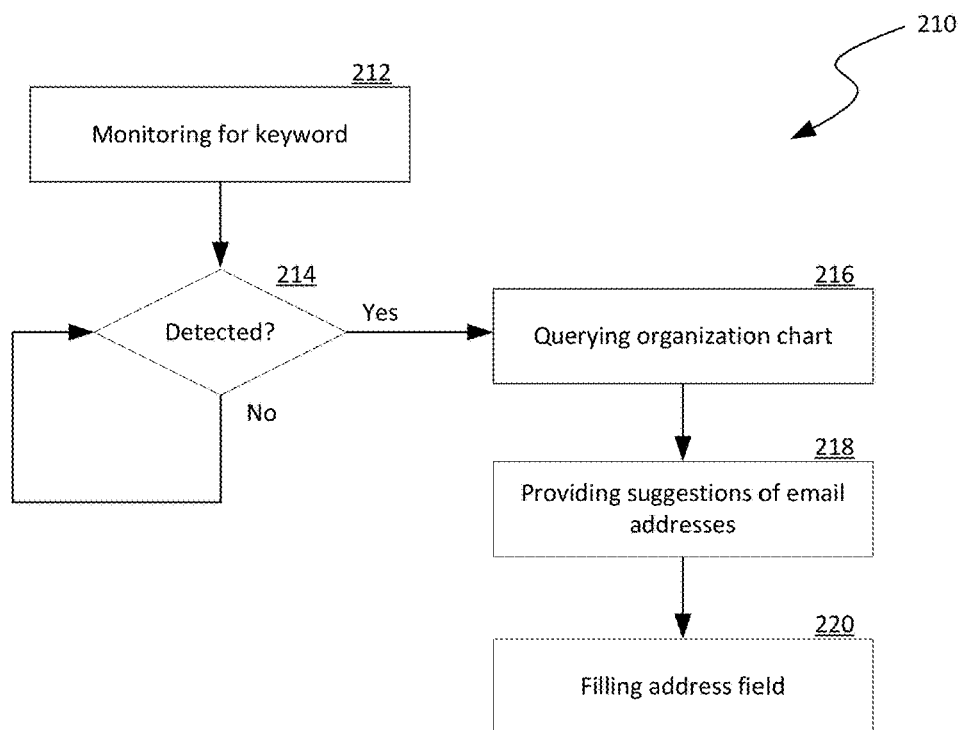 210
212
Monitoring for keyword
214
Detected?
Yes
No
216
Querying organization chart
218
Providing suggestions of email
addresses
220
Filling address field